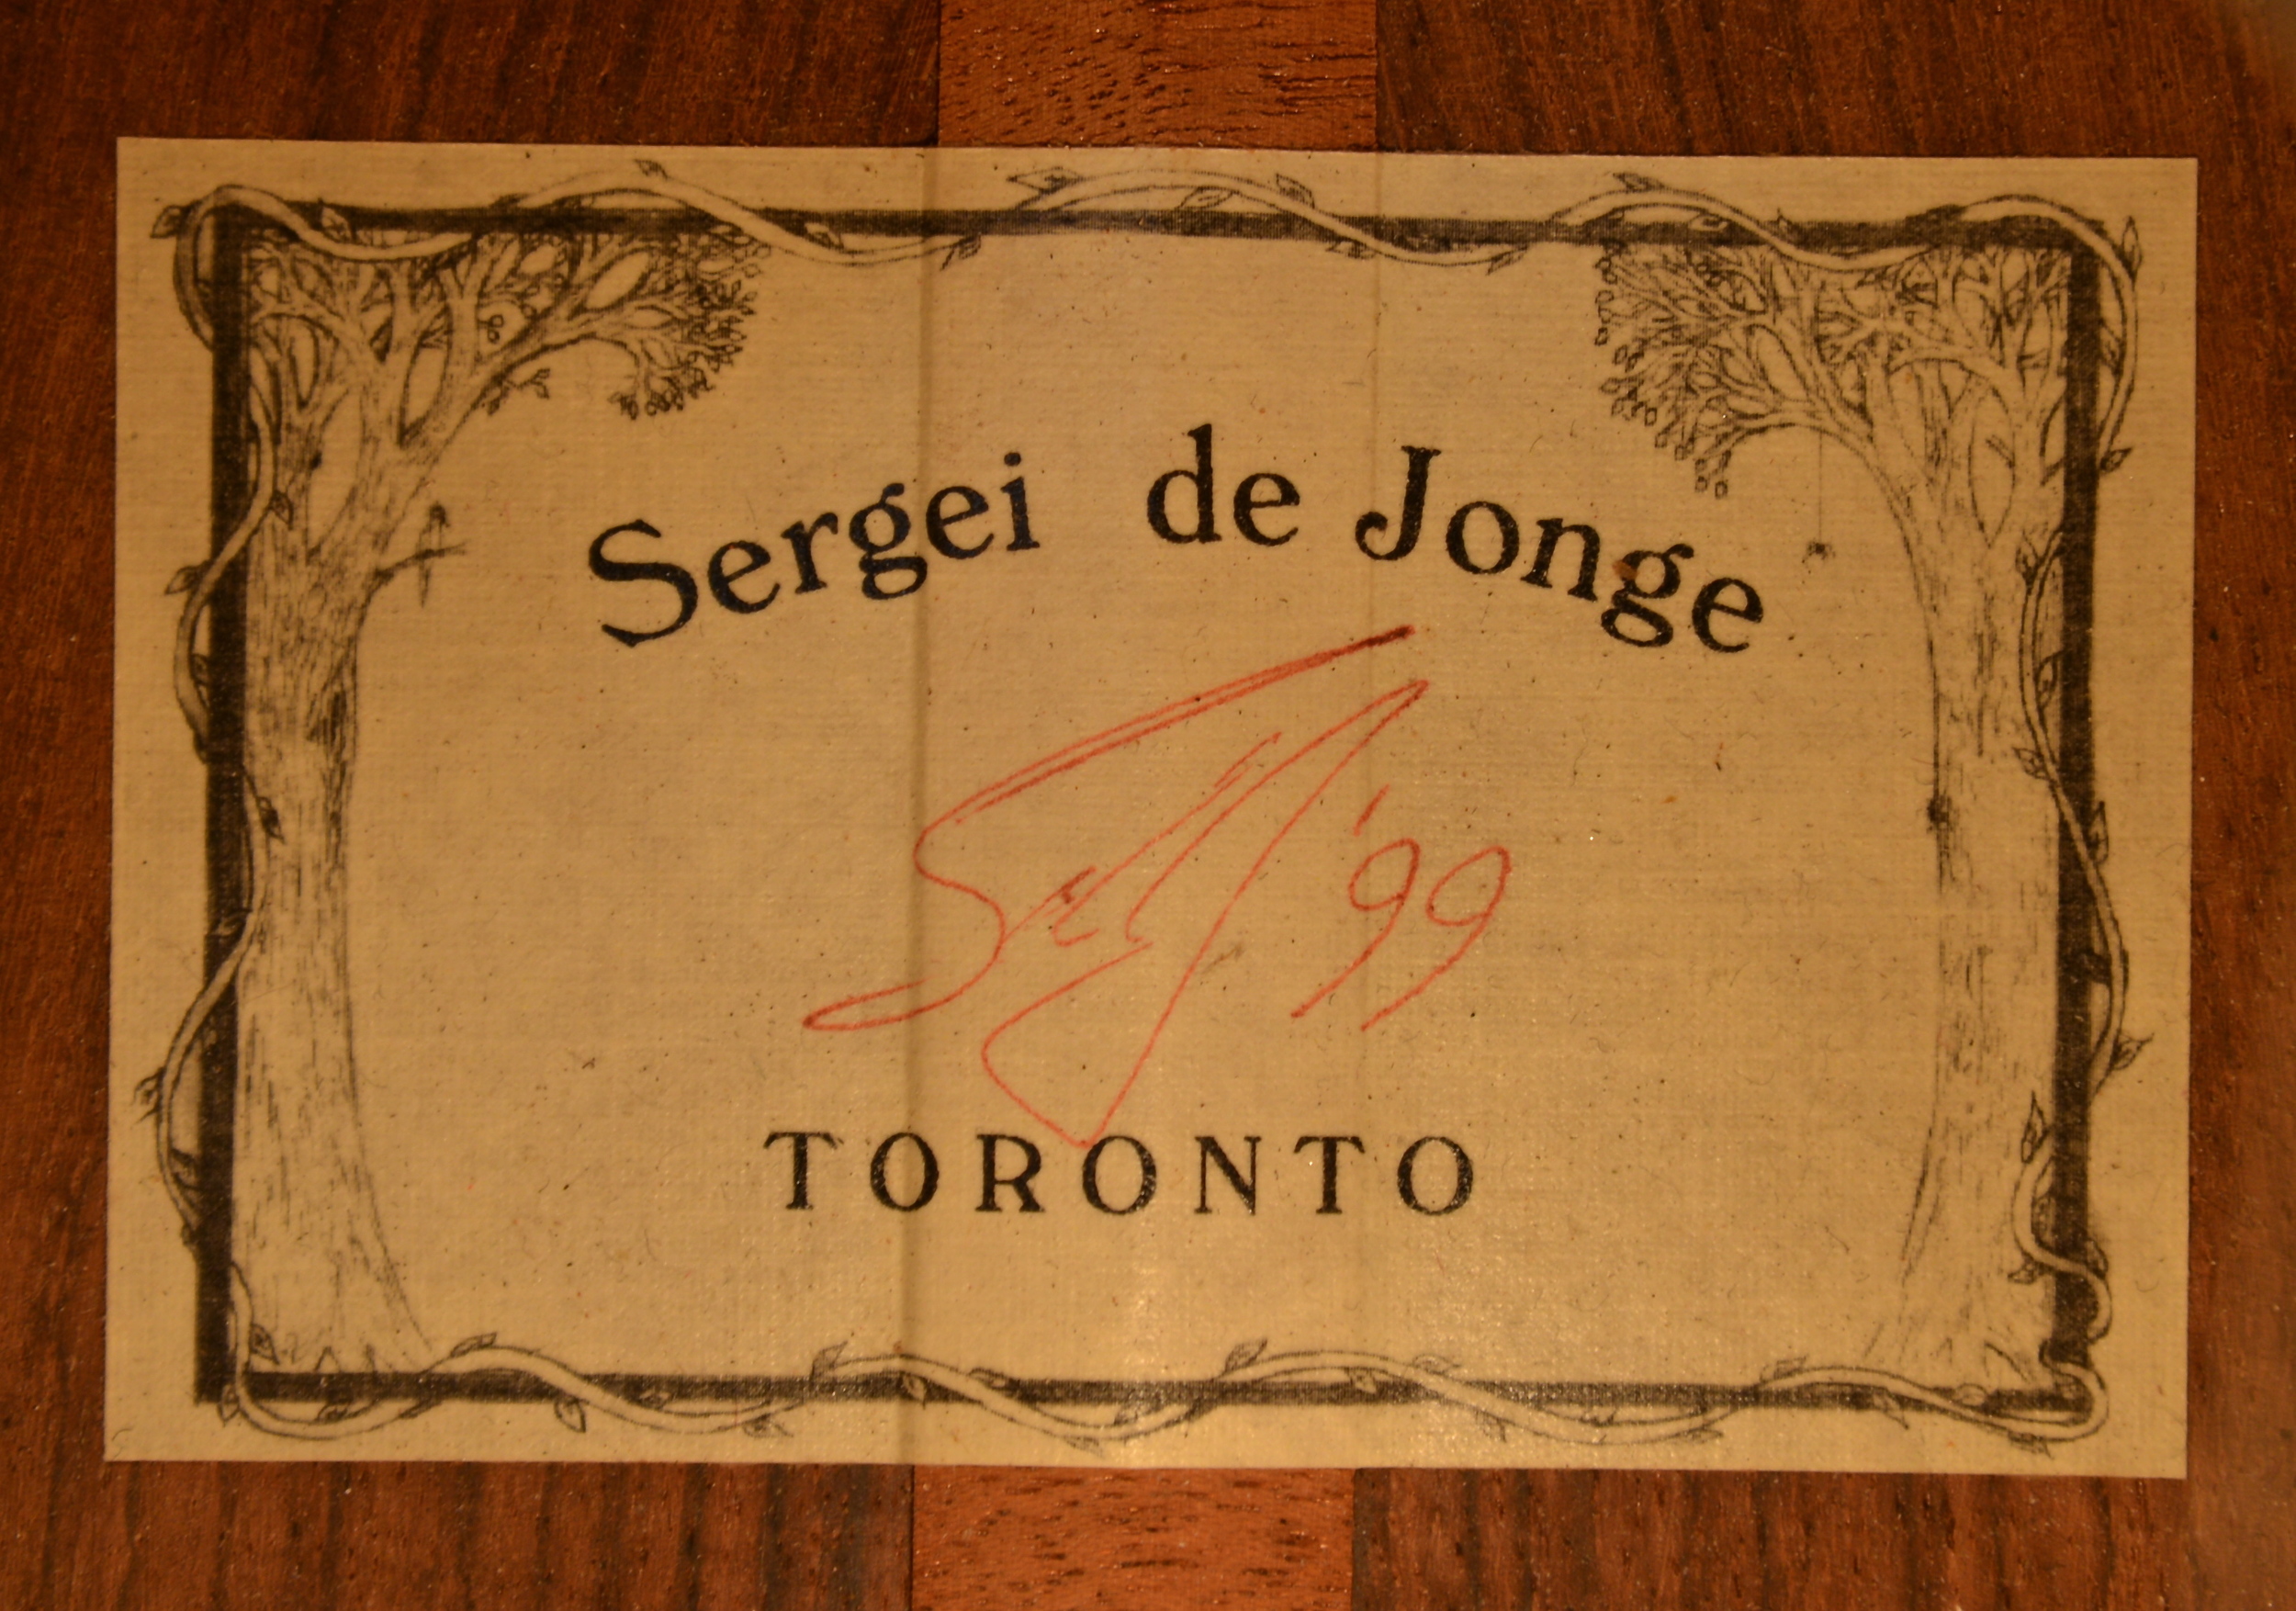 Sergei de Jonge
'99
TORONTO